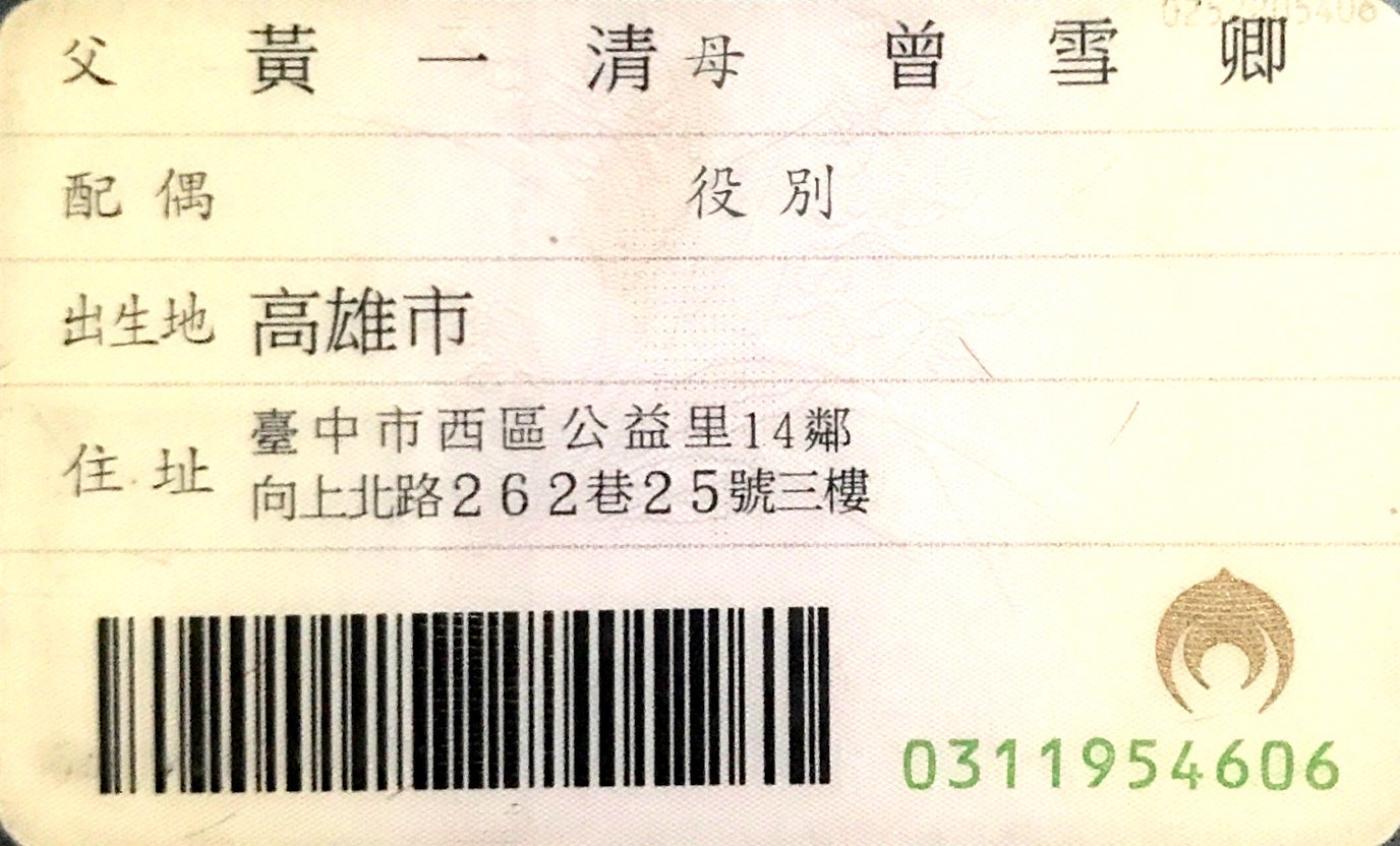 父 黃一清 母 曾雪卿
配偶 役別
出生地 高雄市
住址 臺中市西區公益里14鄰
向上北路262巷25號三樓
0311954606